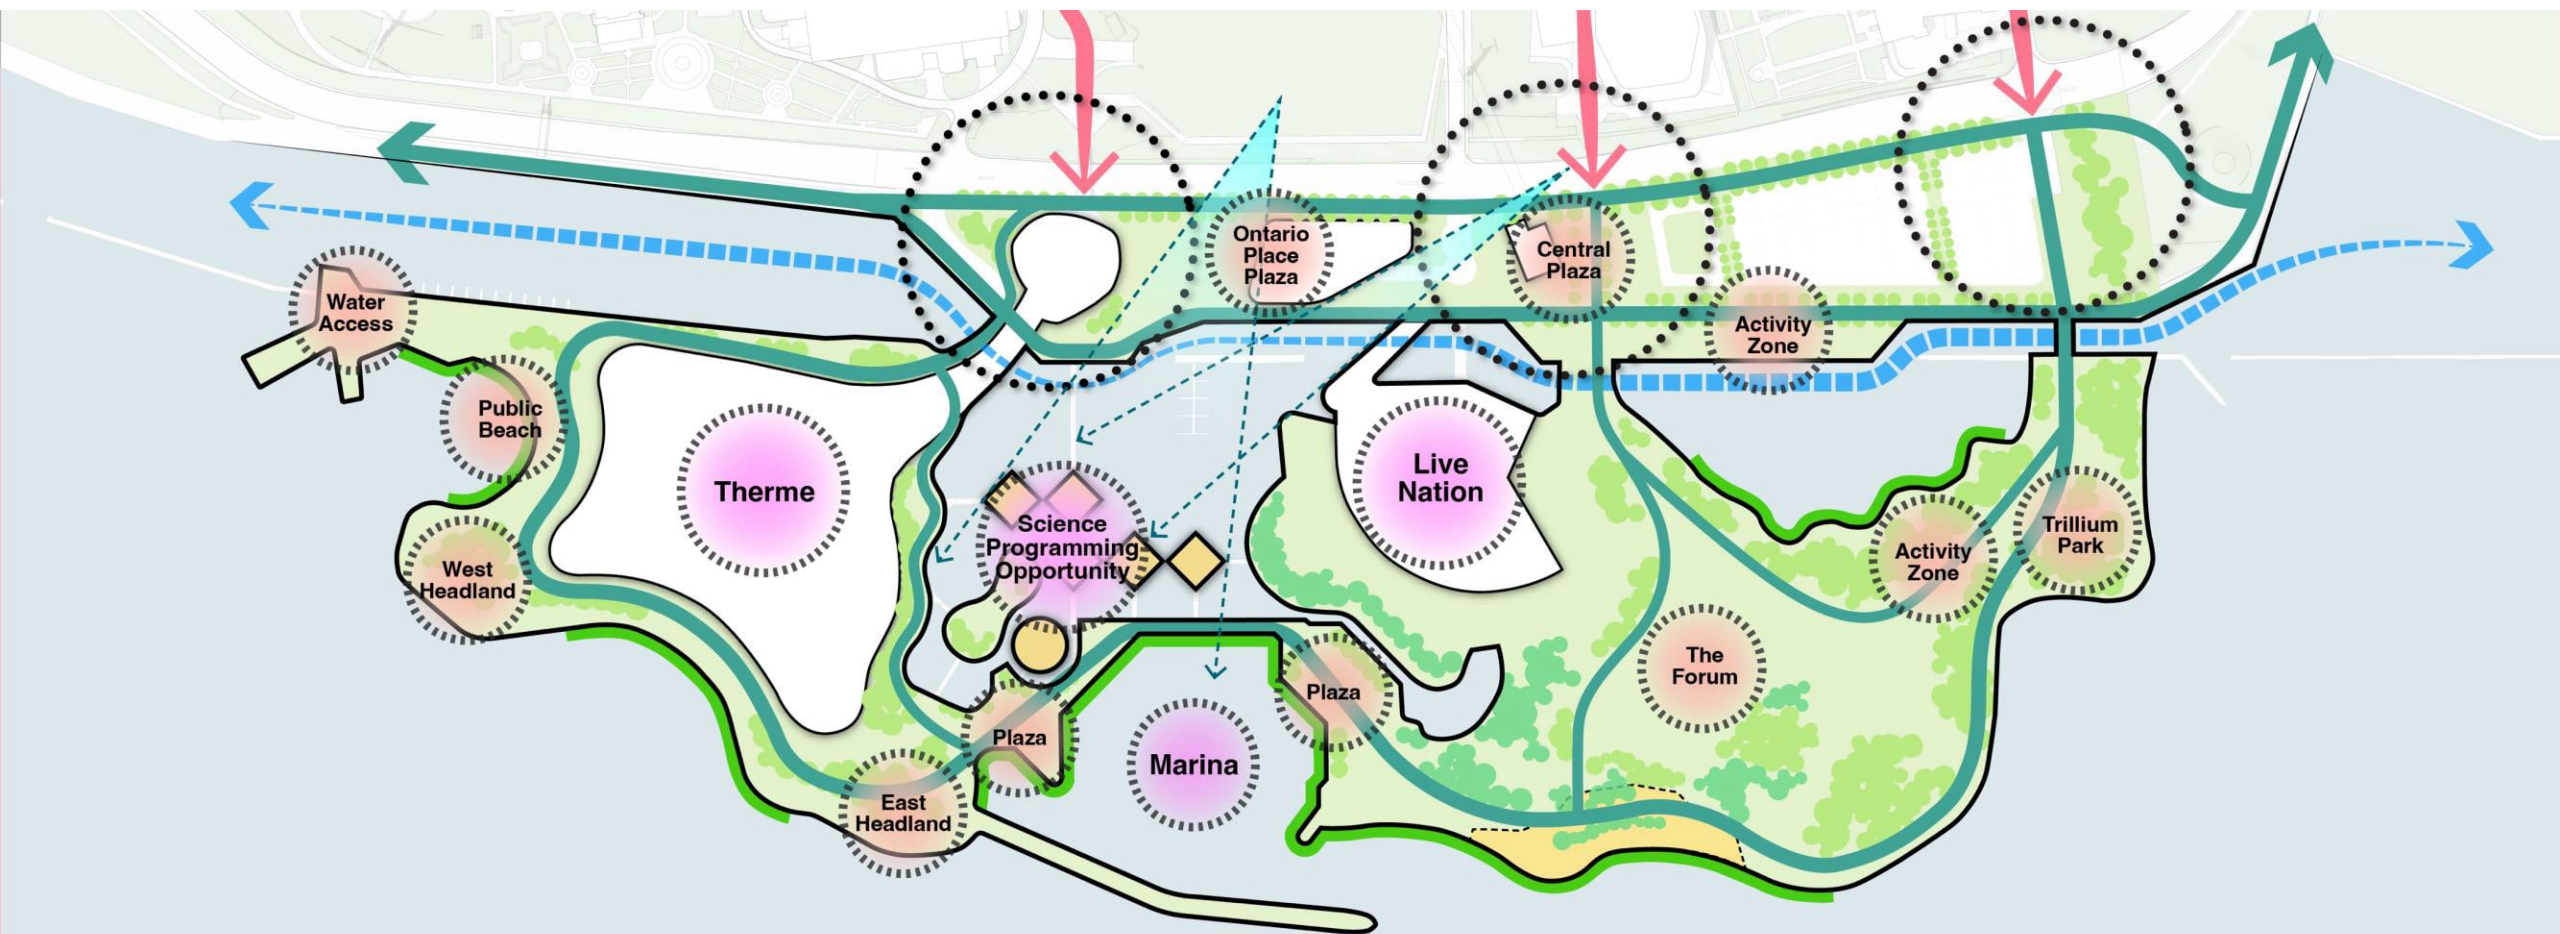 Ontario
Place
Plaza
Central
Plaza
Water
Access
Activity
Zone
Public
Beach
Therme
Live
Nation
Science
Programming
Opportunity
West
Headland
Activity
Zone
Trillium
Park
The
Forum
Plaza
Plaza
Marina
East
Headland